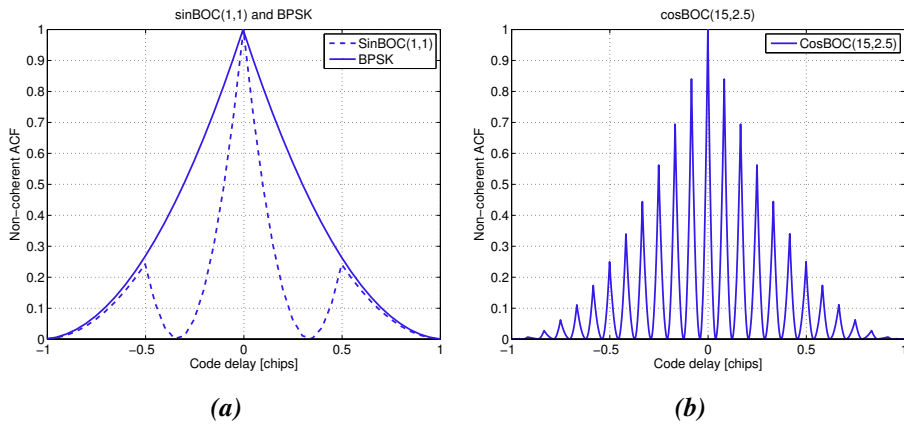 sinBOC(1,1) and BPSK
SinBOC(1,1)
BPSK
Non-coherent ACF
1
0.9
0.8
0.7
0.6
0.5
0.4
0.3
0.2
0.1
0
−1
−0.5
0
0.5
1
Code delay [chips]
(a)
cosBOC(15,2.5)
CosBOC(15,2.5)
Non-coherent ACF
1
0.9
0.8
0.7
0.6
0.5
0.4
0.3
0.2
0.1
0
−1
−0.5
0
0.5
1
Code delay [chips]
(b)